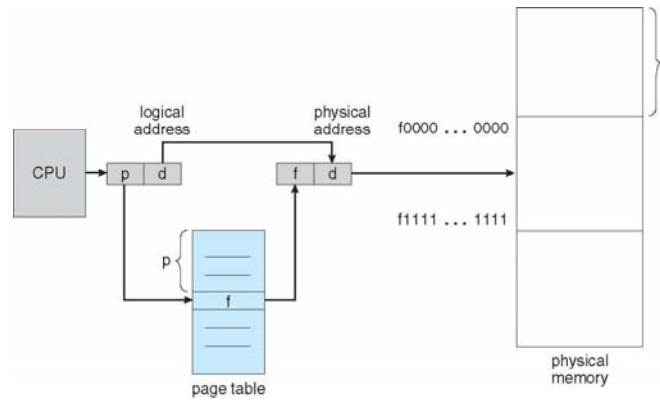 logical
address
physical
address
f0000 ... 0000
CPU
p
d
f
d
f1111 ... 1111
p
f
page table
physical
memory